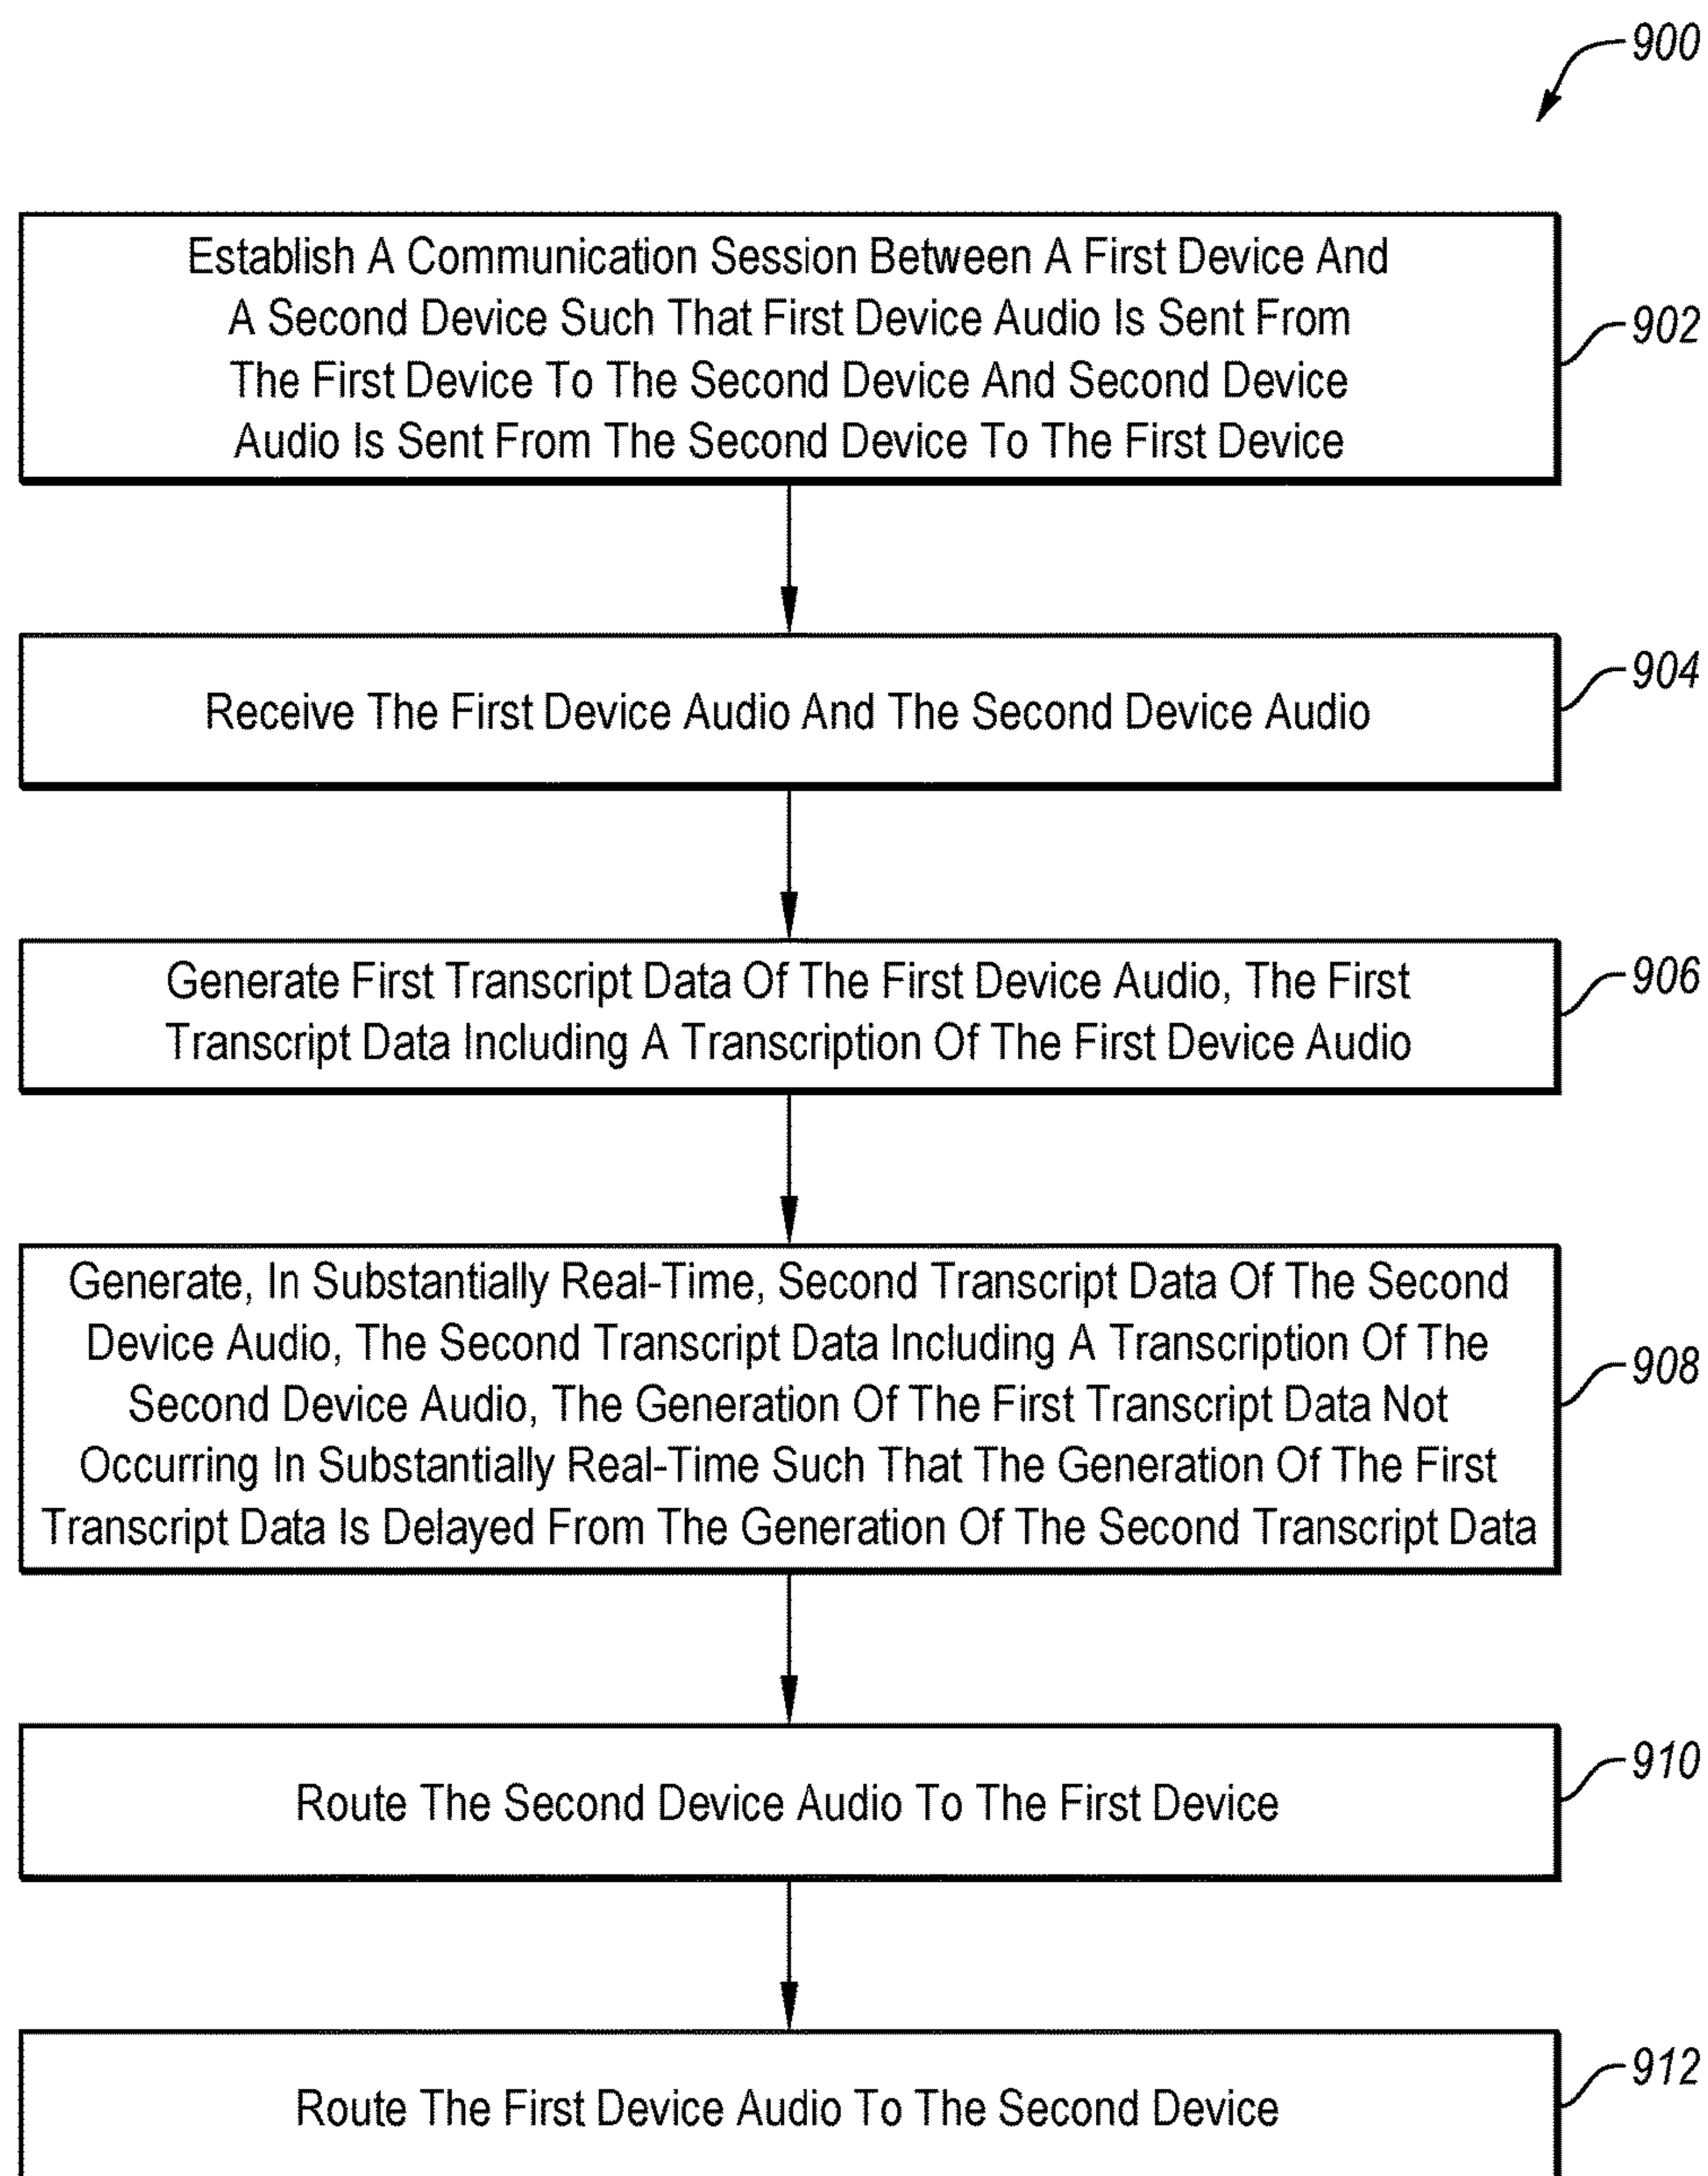 900
Establish A Communication Session Between A First Device And
A Second Device Such That First Device Audio Is Sent From
The First Device To The Second Device And Second Device
Audio Is Sent From The Second Device To The First Device
902
Receive The First Device Audio And The Second Device Audio
904
Generate First Transcript Data Of The First Device Audio, The First
Transcript Data Including A Transcription Of The First Device Audio
906
Generate, In Substantially Real-Time, Second Transcript Data Of The Second
Device Audio, The Second Transcript Data Including A Transcription Of The
Second Device Audio, The Generation Of The First Transcript Data Not
Occurring In Substantially Real-Time Such That The Generation Of The First
Transcript Data Is Delayed From The Generation Of The Second Transcript Data
908
Route The Second Device Audio To The First Device
910
Route The First Device Audio To The Second Device
912